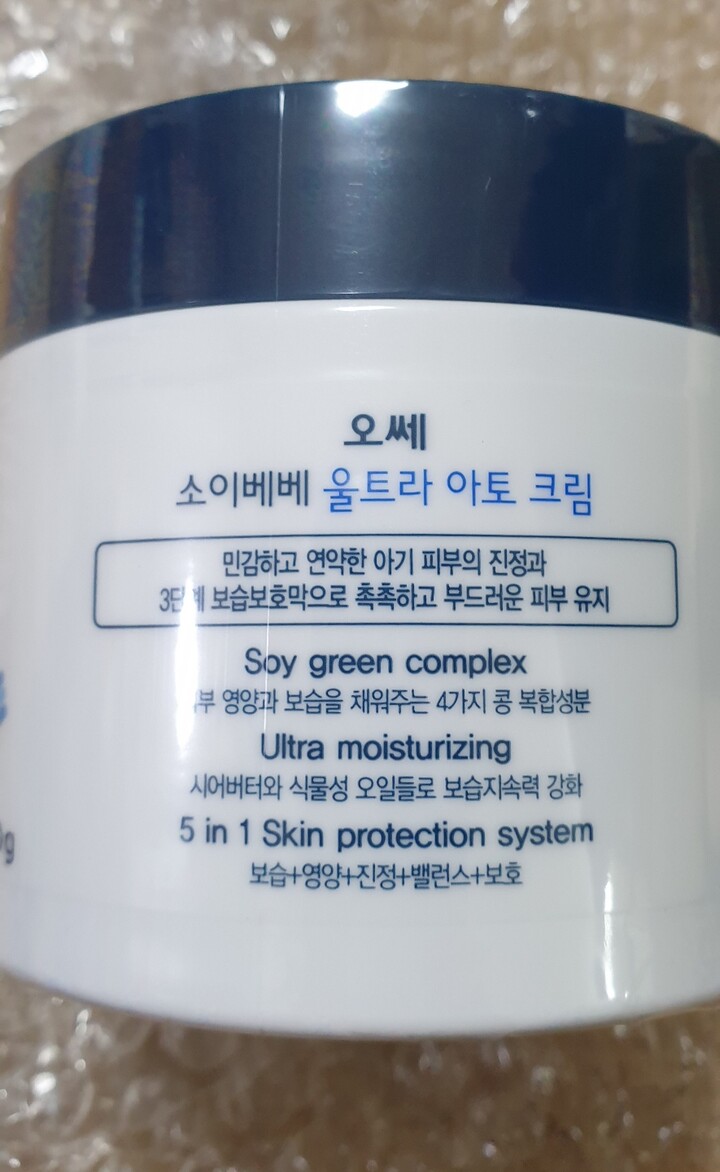 오쎄
소이베베 울트라 아토 크림
민감하고 연약한 아기 피부의 진정과
3단계 보습보호막으로 촉촉하고 부드러운 피부 유지
Soy green complex
영양과 보습을 채워주는 4가지 콩 복합성분
Ultra moisturizing
시어버터와 식물성 오일들로 보습지속력 강화
5 in 1 Skin protection system
보습+영양+진정+밸런스+보호